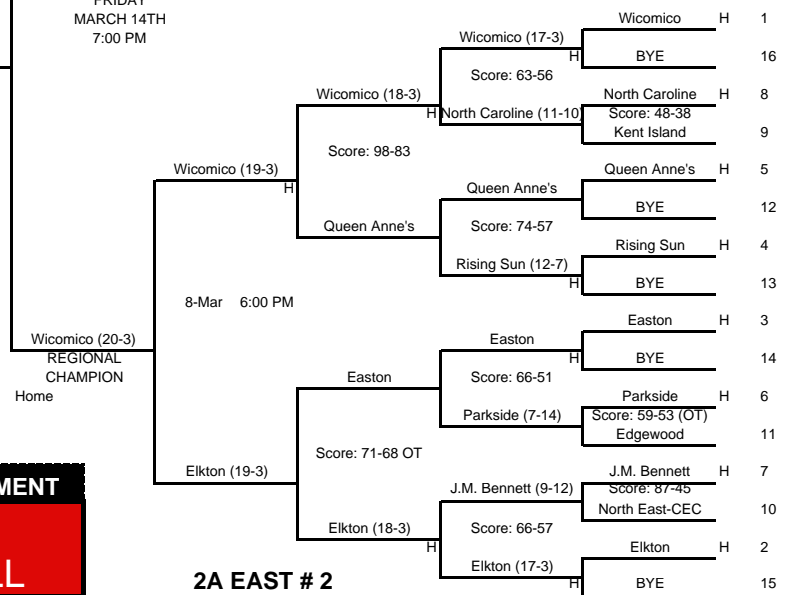 FRIDAY
MARCH 14TH
7:00 PM
Wicomico H 1
Wicomico (17-3)
H BYE 16
Score: 63-56
Wicomico (18-3)
North Caroline H 8
H North Caroline (11-10) Score: 48-38
Kent Island 9
Score: 98-83
Wicomico (19-3)
H
Queen Anne's H 5
Queen Anne's
BYE 12
Queen Anne's
Score: 74-57
Rising Sun H 4
Rising Sun (12-7)
H BYE 13
8-Mar 6:00 PM
Easton H 3
Wicomico (20-3)
Easton
REGIONAL
H BYE 14
CHAMPION
Easton
Score: 66-51
Home
Parkside H 6
Parkside (7-14) Score: 59-53 (OT)
Edgewood 11
Score: 71-68 OT
Elkton (19-3)
J.M. Bennett H 7
J.M. Bennett (9-12) Score: 87-45
North East-CEC 10
Elkton (18-3)
Score: 66-57
H
Elkton H 2
Elkton (17-3)
H BYE 15
MENT
LL
2A EAST # 2